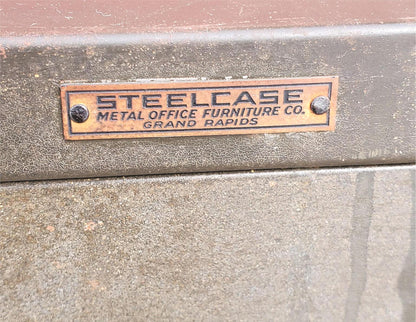 STEELCASE
METAL OFFICE FURNITURE CO.
GRAND RAPIDS